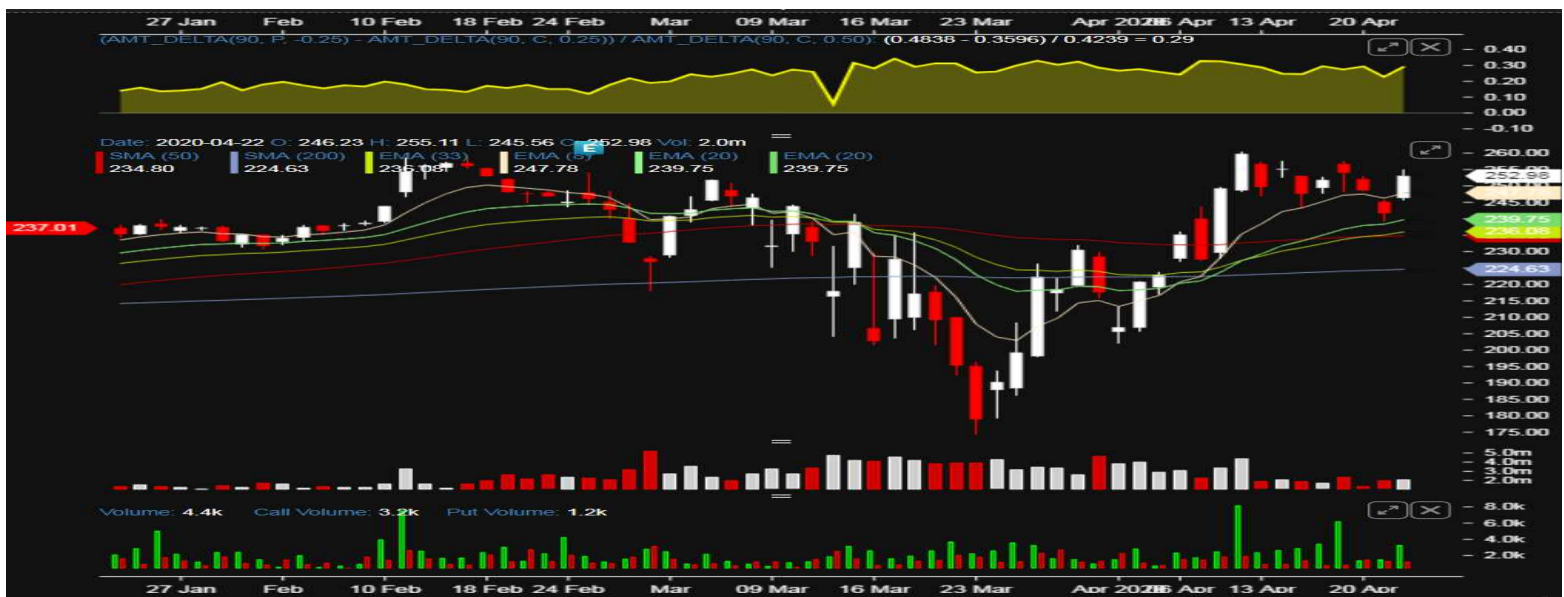 27 Jan Feb 10 Feb 18 Feb 24 Feb Mar 09 Mar 16 Mar 23 Mar Apr 06 Apr 13 Apr 20 Apr
(AMT_DELTA(90, P, -0.25) - AMT_DELTA(90, C, 0.25)) / AMT_DELTA(90, C, 0.50): (0.4838 - 0.3596) / 0.4239 = 0.29
0.40
0.30
0.20
0.10
0.00
-0.10
Date: 2020-04-22 O: 246.23 H: 255.11 L: 245.56 252.98 Vol: 2.0m
E
SMA (50) SMA (200) EMA (33) EMA (8) EMA (20) EMA (20)
234.80 224.63 236.08 247.78 239.75 239.75
260.00
252.98
245.00
237.01
239.75
236.08
230.00
224.63
220.00
215.00
210.00
205.00
200.00
195.00
190.00
185.00
180.00
175.00
5.0m
4.0m
3.0m
2.0m
Volume: 4.4k Call Volume: 3.2k Put Volume: 1.2k
8.0k
6.0k
4.0k
2.0k
27 Jan Feb 10 Feb 18 Feb 24 Feb Mar 09 Mar 16 Mar 23 Mar Apr 06 Apr 13 Apr 20 Apr